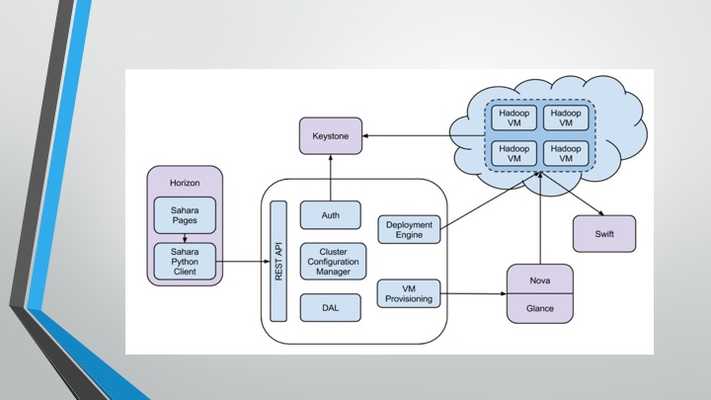 Hadoop
VM
Hadoop
VM
Hadoop
VM
Hadoop
VM
Keystone
Horizon
Sahara
Pages
Sahara
Python
Client
REST API
Auth
Cluster
Configuration
Manager
DAL
Deployment
Engine
VM
Provisioning
Swift
Nova
Glance